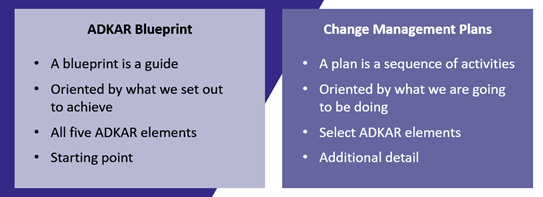 ADKAR Blueprint
• A blueprint is a guide
• Oriented by what we set out
to achieve
• All five ADKAR elements
• Starting point
Change Management Plans
• A plan is a sequence of activities
• Oriented by what we are going
to be doing
• Select ADKAR elements
• Additional detail